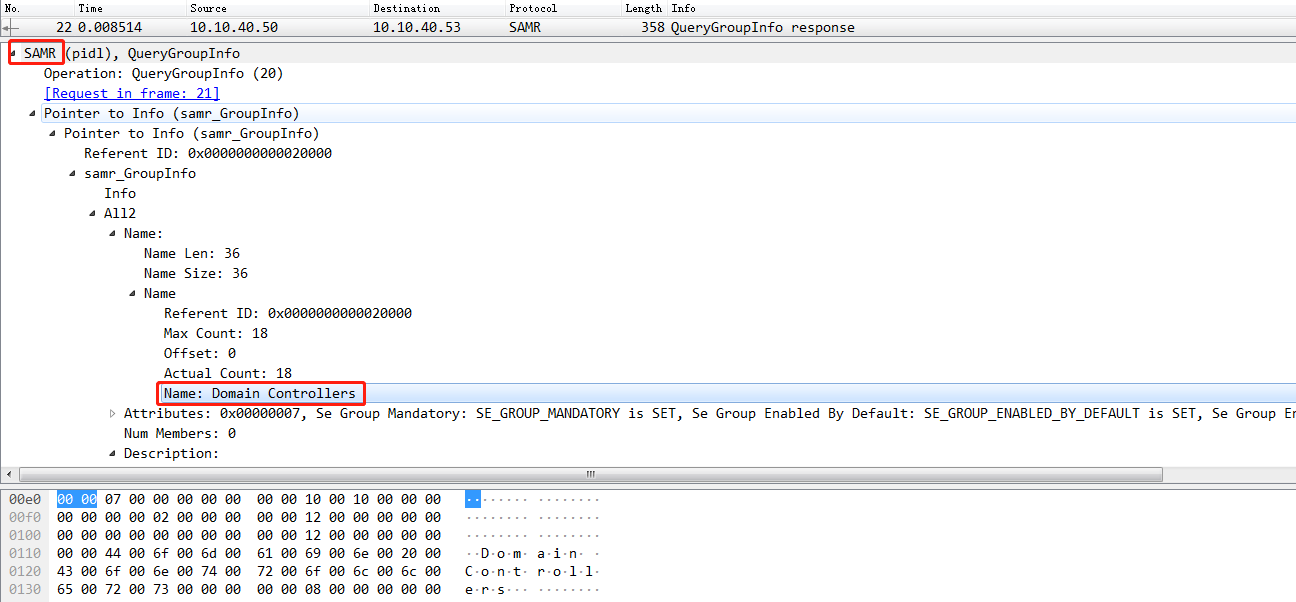 No. Time Source Destination Protocol Length Info
22 0.008514 10.10.40.50 10.10.40.53 SAMR 358 QueryGroupInfo response
SAMR (pidl), QueryGroupInfo
Operation: QueryGroupInfo (20)
[Request in frame: 21]
Pointer to Info (samr_GroupInfo)
Pointer to Info (samr_GroupInfo)
Referent ID: 0x0000000000020000
samr_GroupInfo
Info
All2
Name:
Name Len: 36
Name Size: 36
Name
Referent ID: 0x0000000000020000
Max Count: 18
Offset: 0
Actual Count: 18
Name: Domain Controllers
Attributes: 0x00000007, Se Group Mandatory: SE_GROUP_MANDATORY is SET, Se Group Enabled By Default: SE_GROUP_ENABLED_BY_DEFAULT is SET, Se Group En
Num Members: 0
Description:
00e0 00 00 07 00 00 00 00 00 00 00 10 00 10 00 00 00 ········ ········
00f0 00 00 00 00 02 00 00 00 00 00 12 00 00 00 00 00 ········ ········
0100 00 00 00 00 00 00 00 00 00 00 12 00 00 00 00 00 ········ ········
0110 00 00 44 00 6f 00 6d 00 61 00 69 00 6e 00 20 00 ··D·o·m· a·i·n· ·
0120 43 00 6f 00 6e 00 74 00 72 00 6f 00 6c 00 6c 00 C·o·n·t· r·o·l·l·
0130 65 00 72 00 73 00 00 00 00 00 08 00 00 00 00 00 e·r·s··· ········